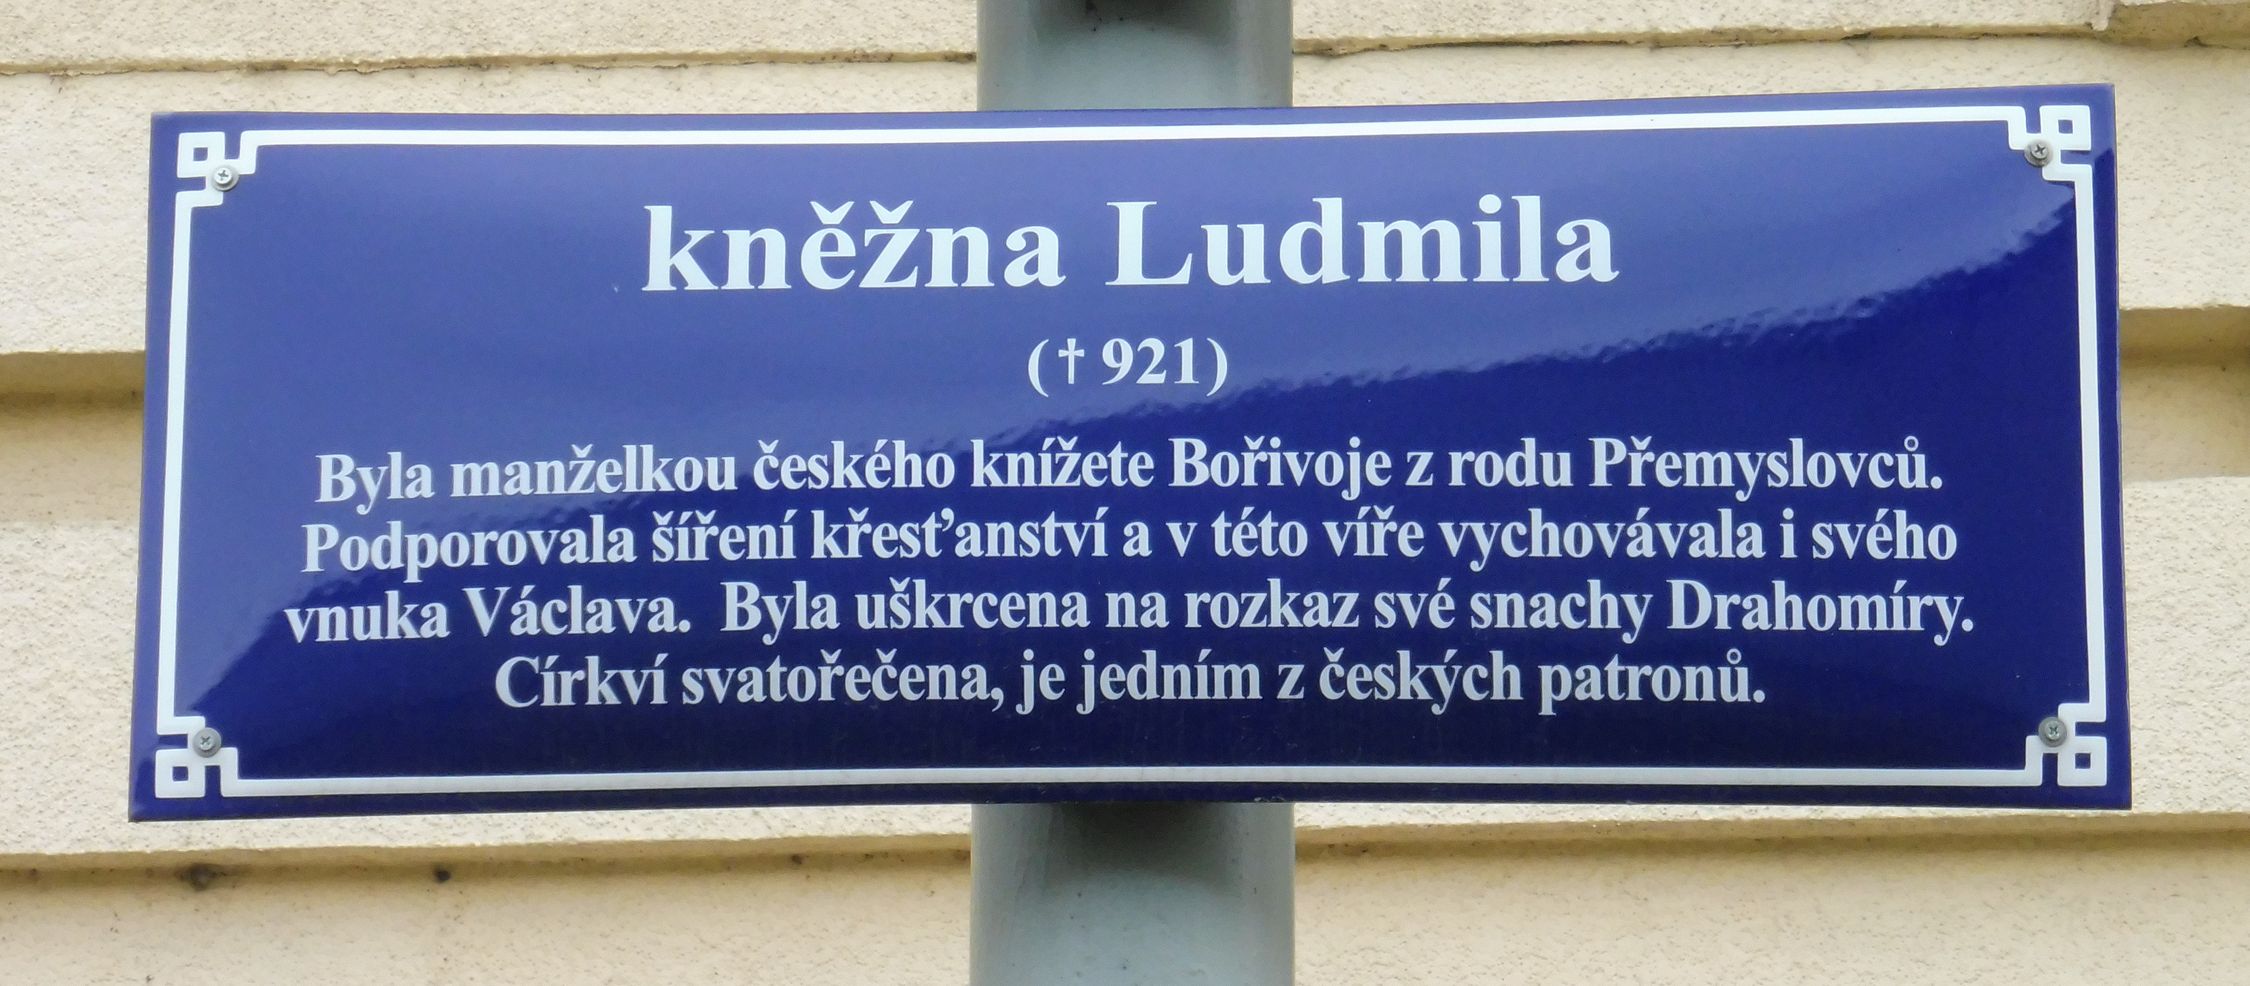 kněžna Ludmila
(† 921)
Byla manželkou českého knížete Bořivoje z rodu Přemyslovců.
Podporovala šíření křesťanství a v této víře vychovávala i svého
vnuka Václava. Byla uškrcena na rozkaz své snachy Drahomíry.
Církví svatořečena, je jedním z českých patronů.